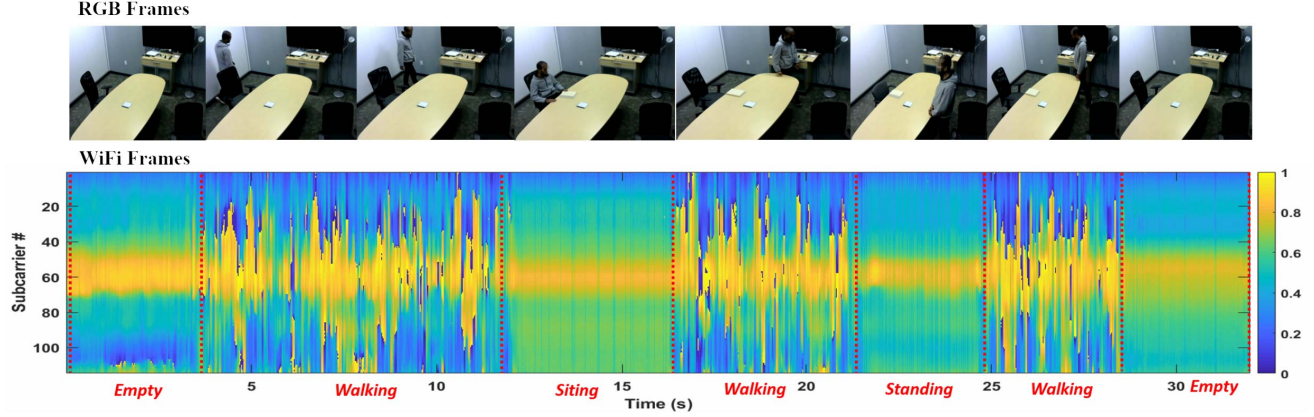 RGB Frames
WiFi Frames
Subcarrier #
20
40
60
80
100
1
0.8
0.6
0.4
0.2
0
Empty 5 Walking 10 Siting 15 Walking 20 Standing 25 Walking 30 Empty
Time (s)